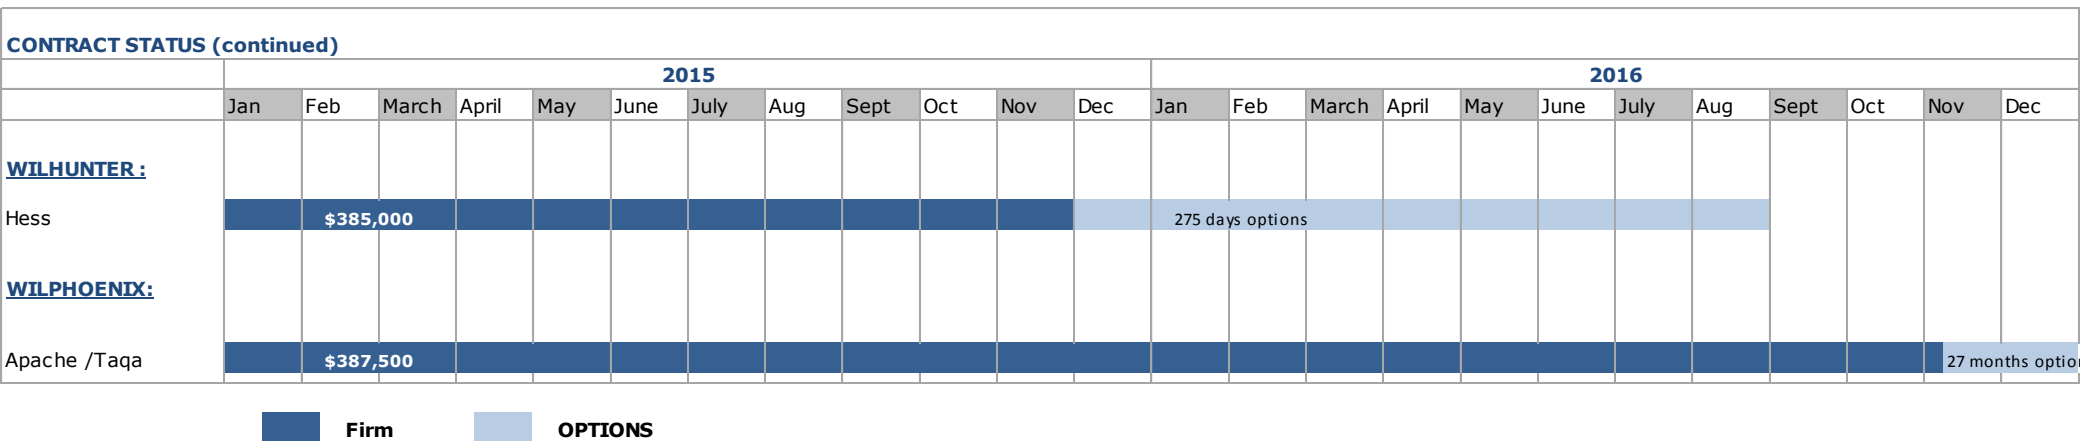 CONTRACT STATUS (continued)
2015 2016
Jan Feb March April May June July Aug Sept Oct Nov Dec Jan Feb March April May June July Aug Sept Oct Nov Dec
WILHUNTER :
Hess $385,000 275 days options
WILPHOENIX:
Apache /Taqa $387,500 27 months optio
Firm OPTIONS